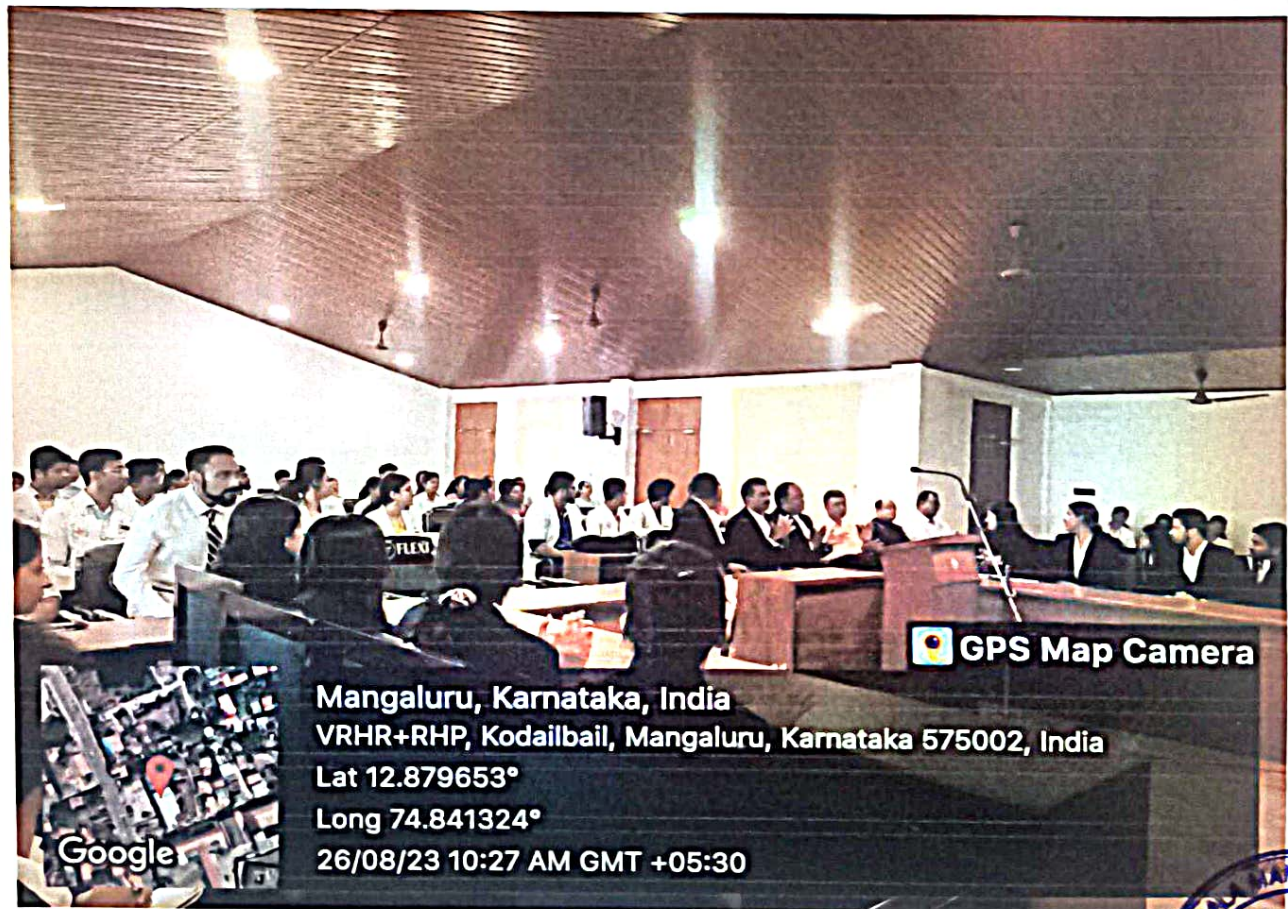 FLEXI
GPS Map Camera
Mangaluru, Karnataka, India
VRHR+RHP, Kodailbail, Mangaluru, Karnataka 575002, India
Lat 12.879653°
Long 74.841324°
26/08/23 10:27 AM GMT +05:30
Google